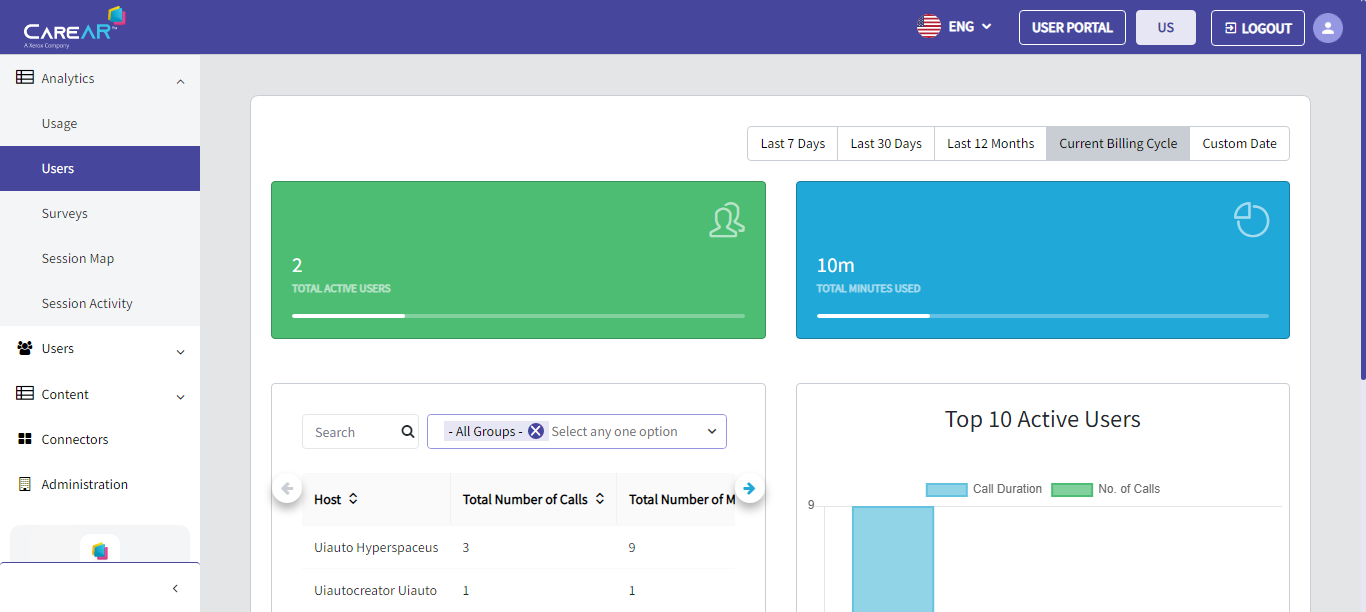 CAREAR™
A Xerox Company
ENG
USER PORTAL
US
LOGOUT
Analytics
Usage
Users
Surveys
Session Map
Session Activity
Users
Content
Connectors
Administration
Last 7 Days
Last 30 Days
Last 12 Months
Current Billing Cycle
Custom Date
2
TOTAL ACTIVE USERS
10m
TOTAL MINUTES USED
Search
- All Groups -
Select any one option
Host
Total Number of Calls
Total Number of M
Uiauto Hyperspaceus
3
9
Uiautocreator Uiauto
1
1
Top 10 Active Users
Call Duration
No. of Calls
9